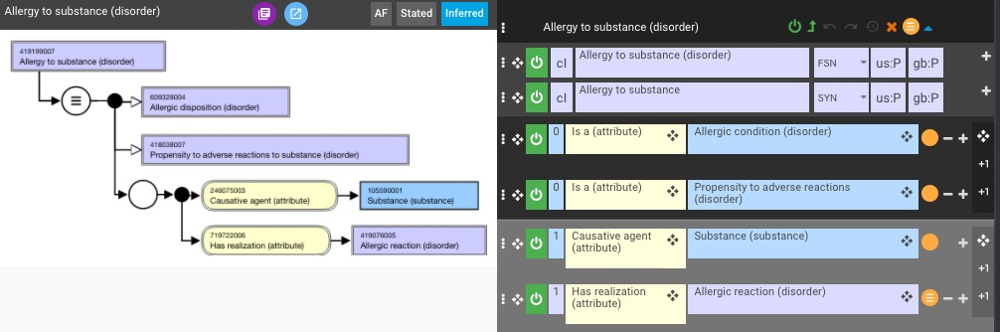 Allergy to substance (disorder)
AF
Stated
Inferred
419199007
Allergy to substance (disorder)
609328004
Allergic disposition (disorder)
418038007
Propensity to adverse reactions to substance (disorder)
246075003
Causative agent (attribute)
105590001
Substance (substance)
719722006
Has realization (attribute)
419076005
Allergic reaction (disorder)
Allergy to substance (disorder)
cl
Allergy to substance (disorder)
FSN
us:P
gb:P
cl
Allergy to substance
SYN
us:P
gb:P
0
Is a (attribute)
Allergic condition (disorder)
+1
0
Is a (attribute)
Propensity to adverse reactions
(disorder)
+1
1
Causative agent
(attribute)
Substance (substance)
+1
1
Has realization
(attribute)
Allergic reaction (disorder)
+1